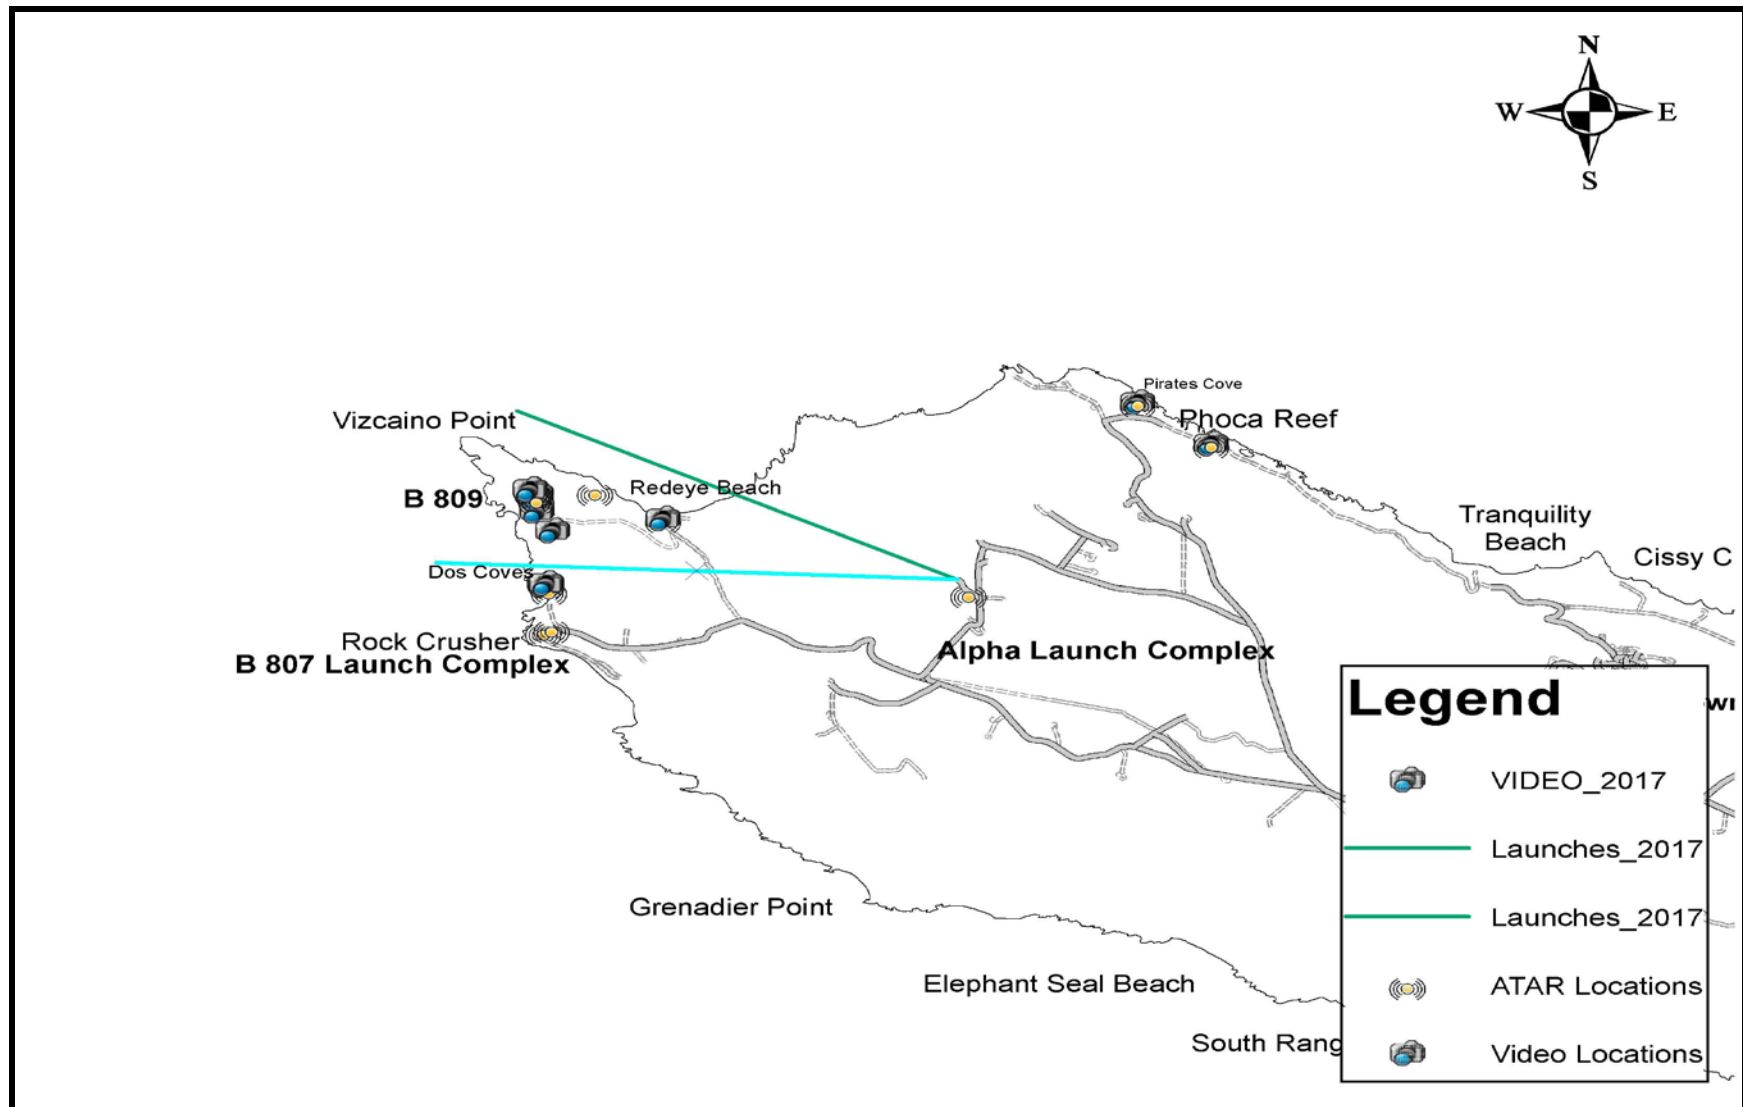 N
W E
S
Pirates Cove
Phoca Reef
Vizcaino Point
Redeye Beach
B 809
Tranquility
Beach
Cissy C
Dos Coves
Rock Crusher
B 807 Launch Complex
Alpha Launch Complex
Grenadier Point
Elephant Seal Beach
South Rang
Legend
VIDEO_2017
Launches_2017
Launches_2017
ATAR Locations
Video Locations